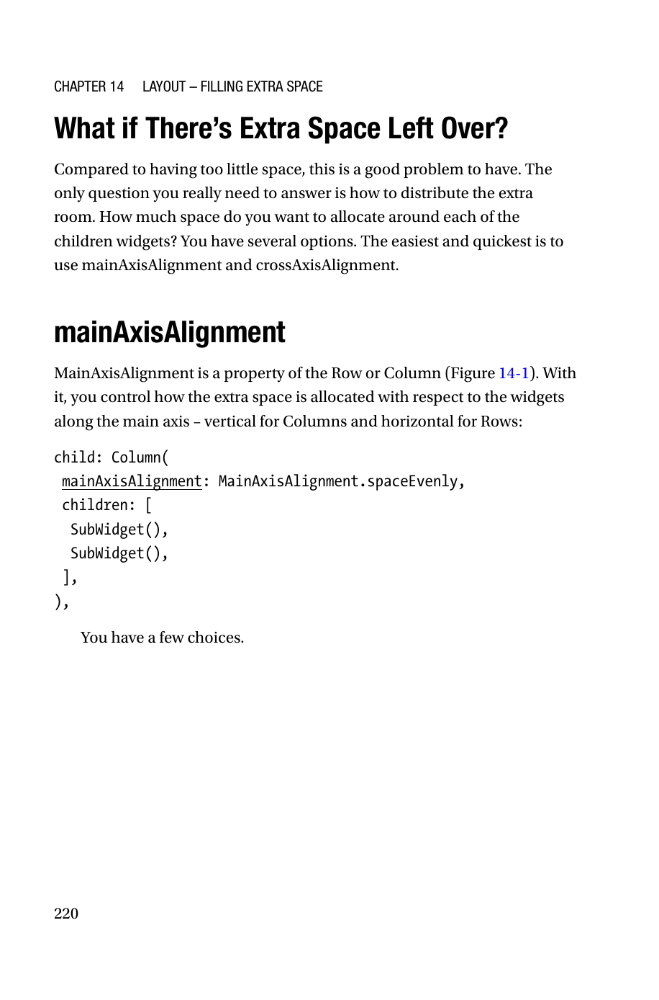 CHAPTER 14 LAYOUT – FILLING EXTRA SPACE
What if There’s Extra Space Left Over?
Compared to having too little space, this is a good problem to have. The
only question you really need to answer is how to distribute the extra
room. How much space do you want to allocate around each of the
children widgets? You have several options. The easiest and quickest is to
use mainAxisAlignment and crossAxisAlignment.
mainAxisAlignment
MainAxisAlignment is a property of the Row or Column (Figure 14-1). With
it, you control how the extra space is allocated with respect to the widgets
along the main axis – vertical for Columns and horizontal for Rows:
child: Column(
 mainAxisAlignment: MainAxisAlignment.spaceEvenly,
 children: [
  SubWidget(),
  SubWidget(),
 ],
),
You have a few choices.
220